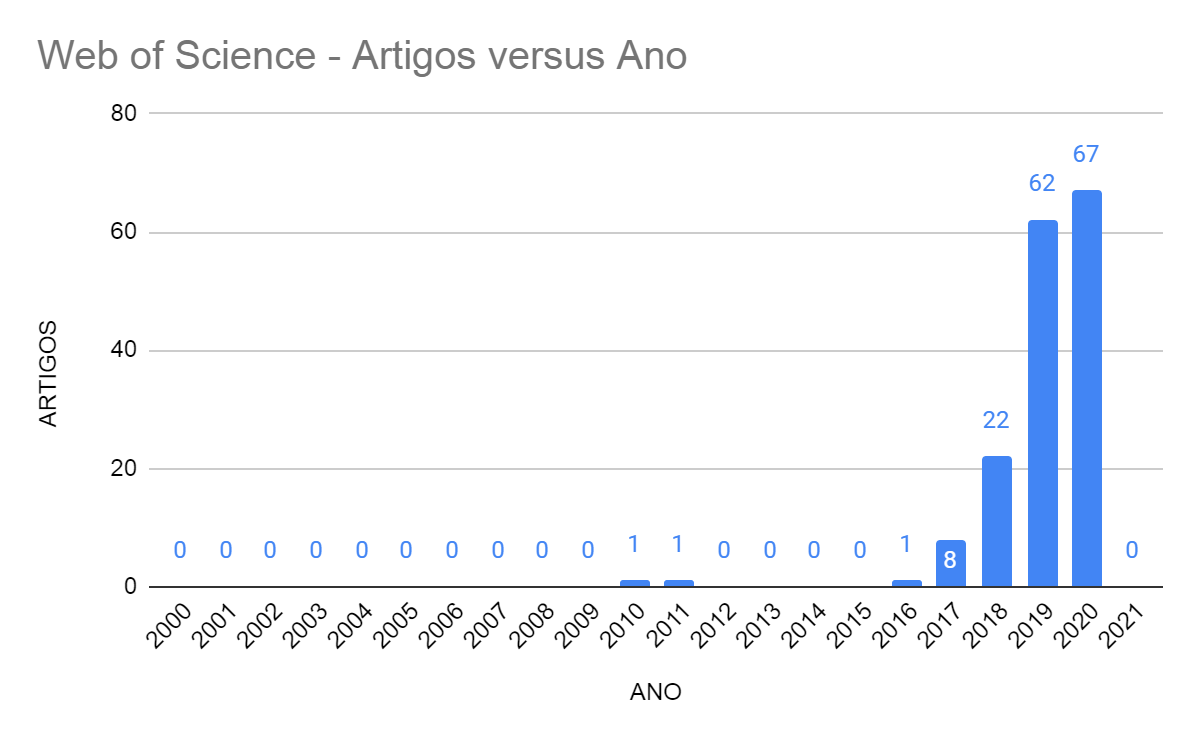 Web of Science - Artigos versus Ano
80
60
40
20
0
ARTIGOS
0 0 0 0 0 0 0 0 0 0 1 1 0 0 0 0 1 8 22 62 67 0
2000 2001 2002 2003 2004 2005 2006 2007 2008 2009 2010 2011 2012 2013 2014 2015 2016 2017 2018 2019 2020 2021
ANO